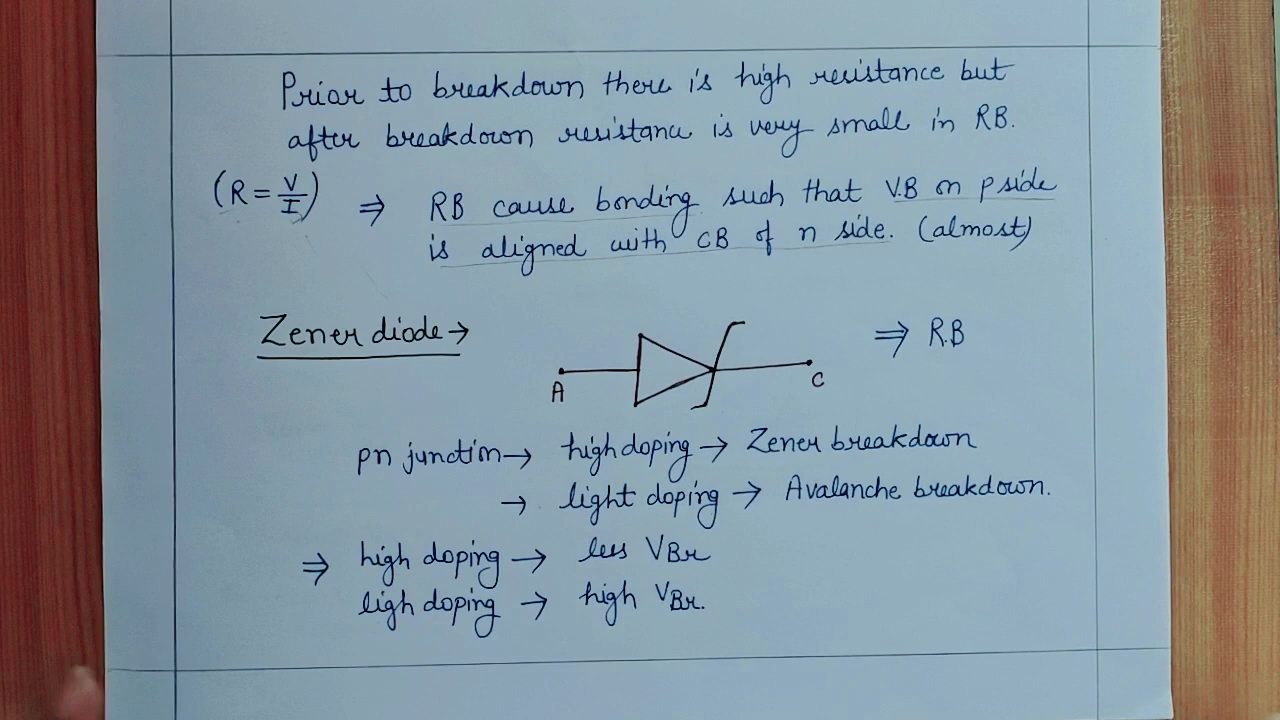 Prior to breakdown there is high resistance but
after breakdown resistance is very small in RB.
(R = V/I) ⇒ RB cause bonding such that V.B on p side
is aligned with CB of n side. (almost)
Zener diode → ⇒ R.B
A C
pn junction → high doping → Zener breakdown
→ light doping → Avalanche breakdown.
⇒ high doping → less VBr
ligh doping → high VBr.